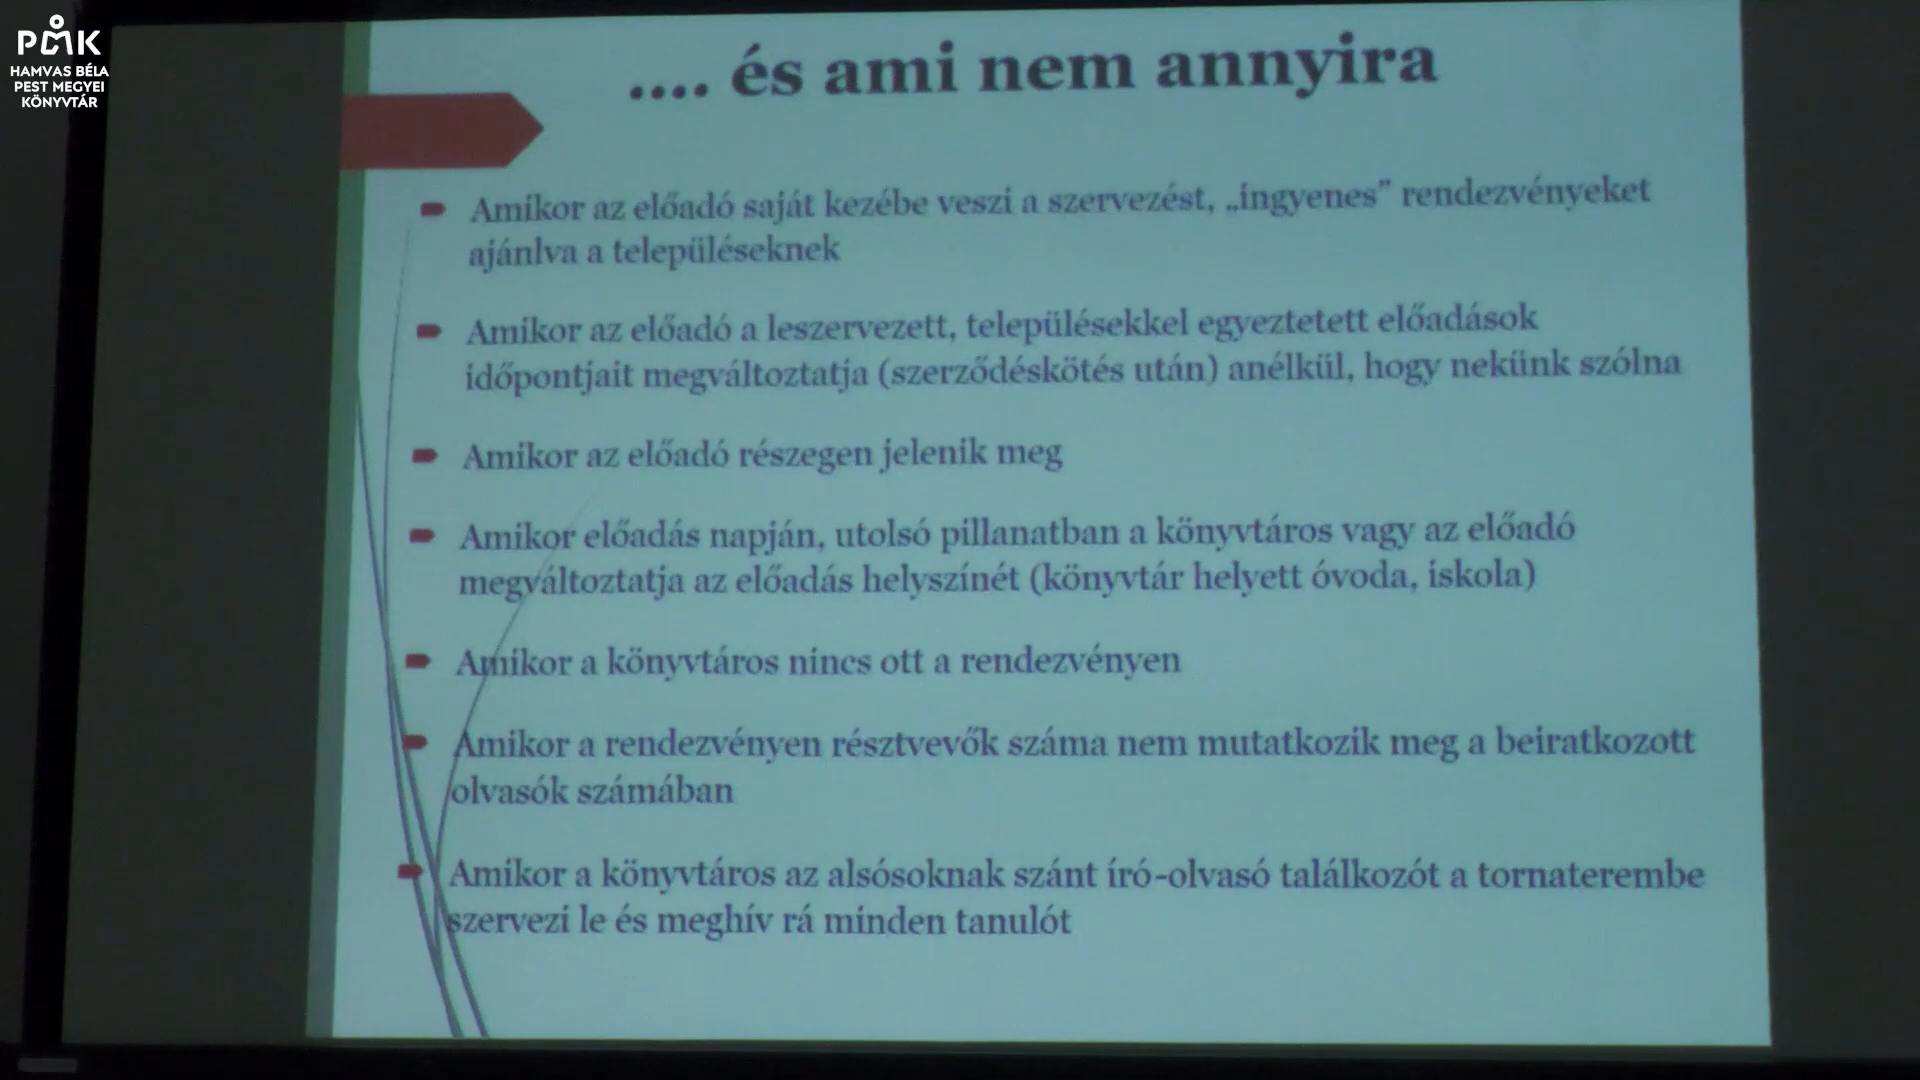 PMK
HAMVAS BÉLA
PEST MEGYEI
KÖNYVTÁR
.... és ami nem annyira
Amikor az előadó saját kezébe veszi a szervezést, „ingyenes” rendezvényeket
ajánlva a településeknek
Amikor az előadó a leszervezett, településekkel egyeztetett előadások
időpontjait megváltoztatja (szerződéskötés után) anélkül, hogy nekünk szólna
Amikor az előadó részegen jelenik meg
Amikor előadás napján, utolsó pillanatban a könyvtáros vagy az előadó
megváltoztatja az előadás helyszínét (könyvtár helyett óvoda, iskola)
Amikor a könyvtáros nincs ott a rendezvényen
Amikor a rendezvényen résztvevők száma nem mutatkozik meg a beiratkozott
olvasók számában
Amikor a könyvtáros az alsósoknak szánt író-olvasó találkozót a tornaterembe
szervezi le és meghív rá minden tanulót